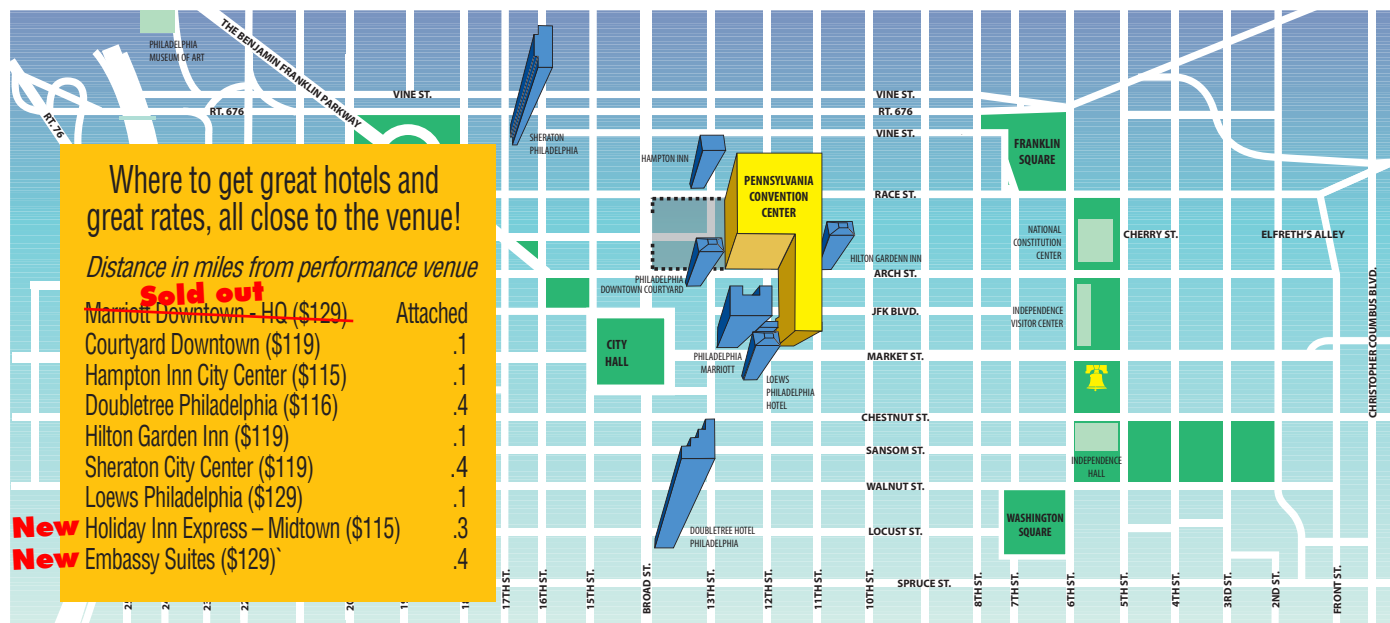 Where to get great hotels and
great rates, all close to the venue!
Distance in miles from performance venue
Sold out
Marriott Downtown - HQ ($129) Attached
Courtyard Downtown ($119) .1
Hampton Inn City Center ($115) .1
Doubletree Philadelphia ($116) .4
Hilton Garden Inn ($119) .1
Sheraton City Center ($119) .4
Loews Philadelphia ($129) .1
New Holiday Inn Express – Midtown ($115) .3
New Embassy Suites ($129)` .4
PHILADELPHIA
MUSEUM OF ART
THE BENJAMIN FRANKLIN PARKWAY
RT. 76
VINE ST.
RT. 676
SHERATON
PHILADELPHIA
HAMPTON INN
PENNSYLVANIA
CONVENTION
CENTER
VINE ST.
RT. 676
VINE ST.
FRANKLIN
SQUARE
RACE ST.
NATIONAL
CONSTITUTION
CENTER
CHERRY ST.
ELFRETH'S ALLEY
HILTON GARDENN INN
ARCH ST.
PHILADELPHIA
DOWNTOWN COURTYARD
JFK BLVD.
INDEPENDENCE
VISITOR CENTER
CITY
HALL
PHILADELPHIA
MARRIOTT
MARKET ST.
LOEWS
PHILADELPHIA
HOTEL
CHRISTOPHER COLUMBUS BLVD.
CHESTNUT ST.
SANSOM ST.
INDEPENDENCE
HALL
WALNUT ST.
WASHINGTON
SQUARE
DOUBLETREE HOTEL
PHILADELPHIA
LOCUST ST.
SPRUCE ST.
17TH ST.
16TH ST.
15TH ST.
BROAD ST.
13TH ST.
12TH ST.
11TH ST.
10TH ST.
8TH ST.
7TH ST.
6TH ST.
5TH ST.
4TH ST.
3RD ST.
2ND ST.
FRONT ST.